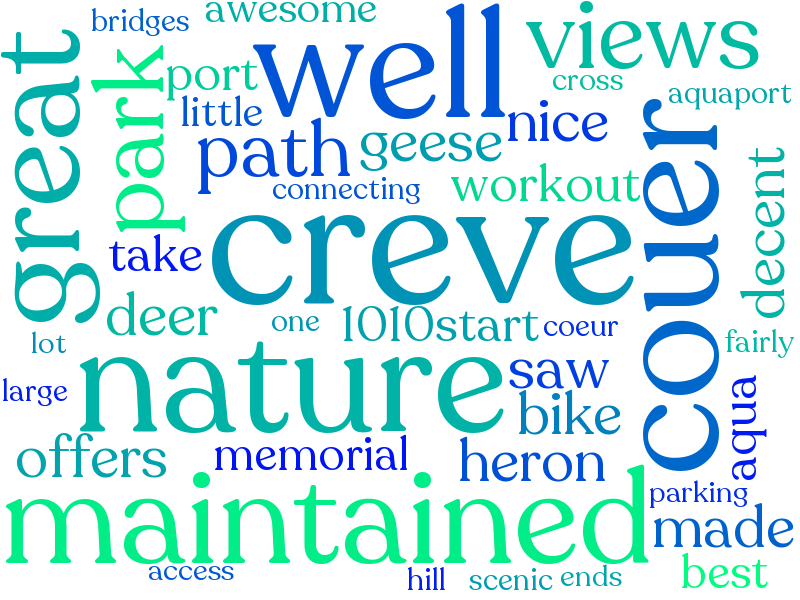 bridges
awesome
great
park
port
well
views
cross
aquaport
little
path
geese
nice
connecting
workout
couer
decent
take
creve
deer
one
1010start
coeur
fairly
lot
large
nature
saw
bike
aqua
offers
memorial
heron
maintained
parking
made
access
hill
scenic
ends
best